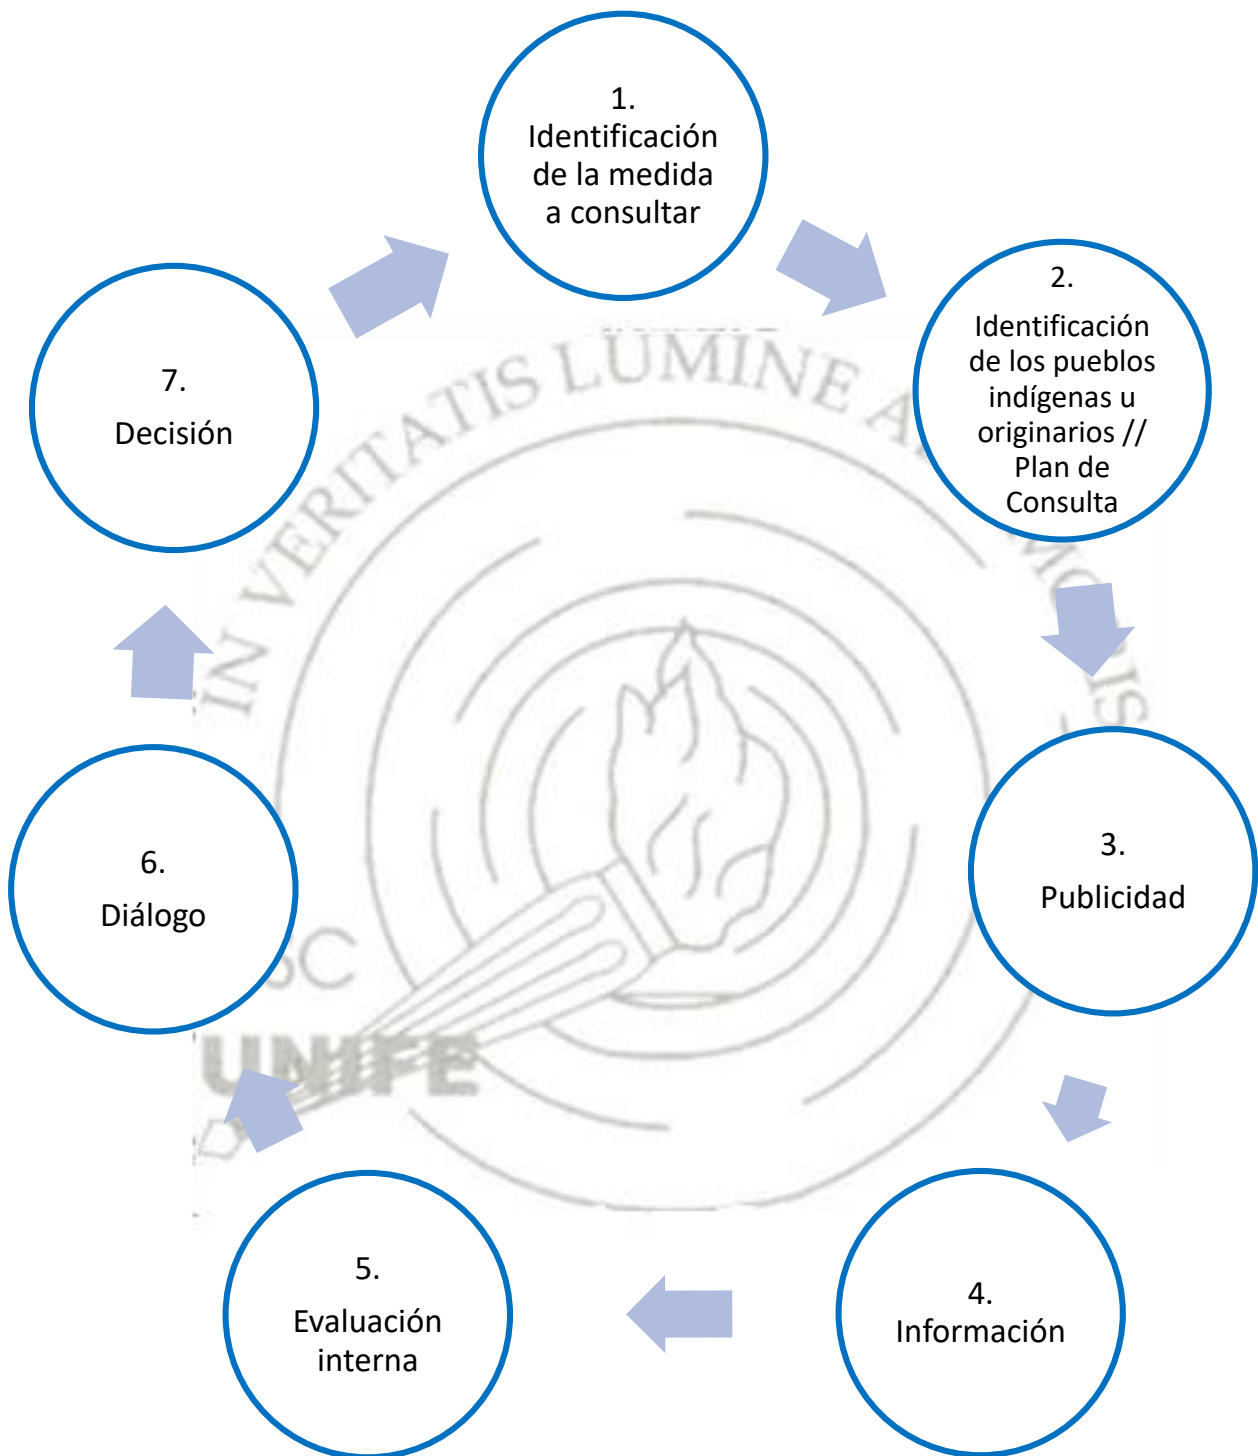 1.
Identificación
de la medida
a consultar
2.
Identificación
de los pueblos
indígenas u
originarios //
Plan de
Consulta
3.
Publicidad
4.
Información
5.
Evaluación
interna
6.
Diálogo
7.
Decisión
IN VERITATIS LUMINE
UNIFE